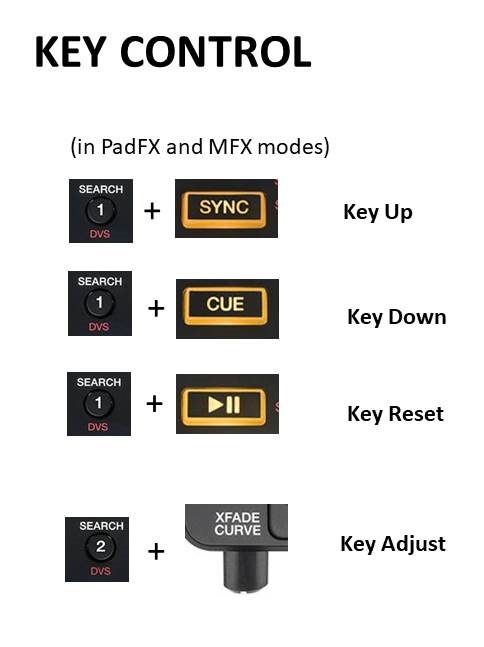 KEY CONTROL
(in PadFX and MFX modes)
SEARCH
1
DVS
+
SYNC
Key Up
SEARCH
1
DVS
+
CUE
Key Down
SEARCH
1
DVS
+
Key Reset
SEARCH
2
DVS
+
XFADE
CURVE
Key Adjust